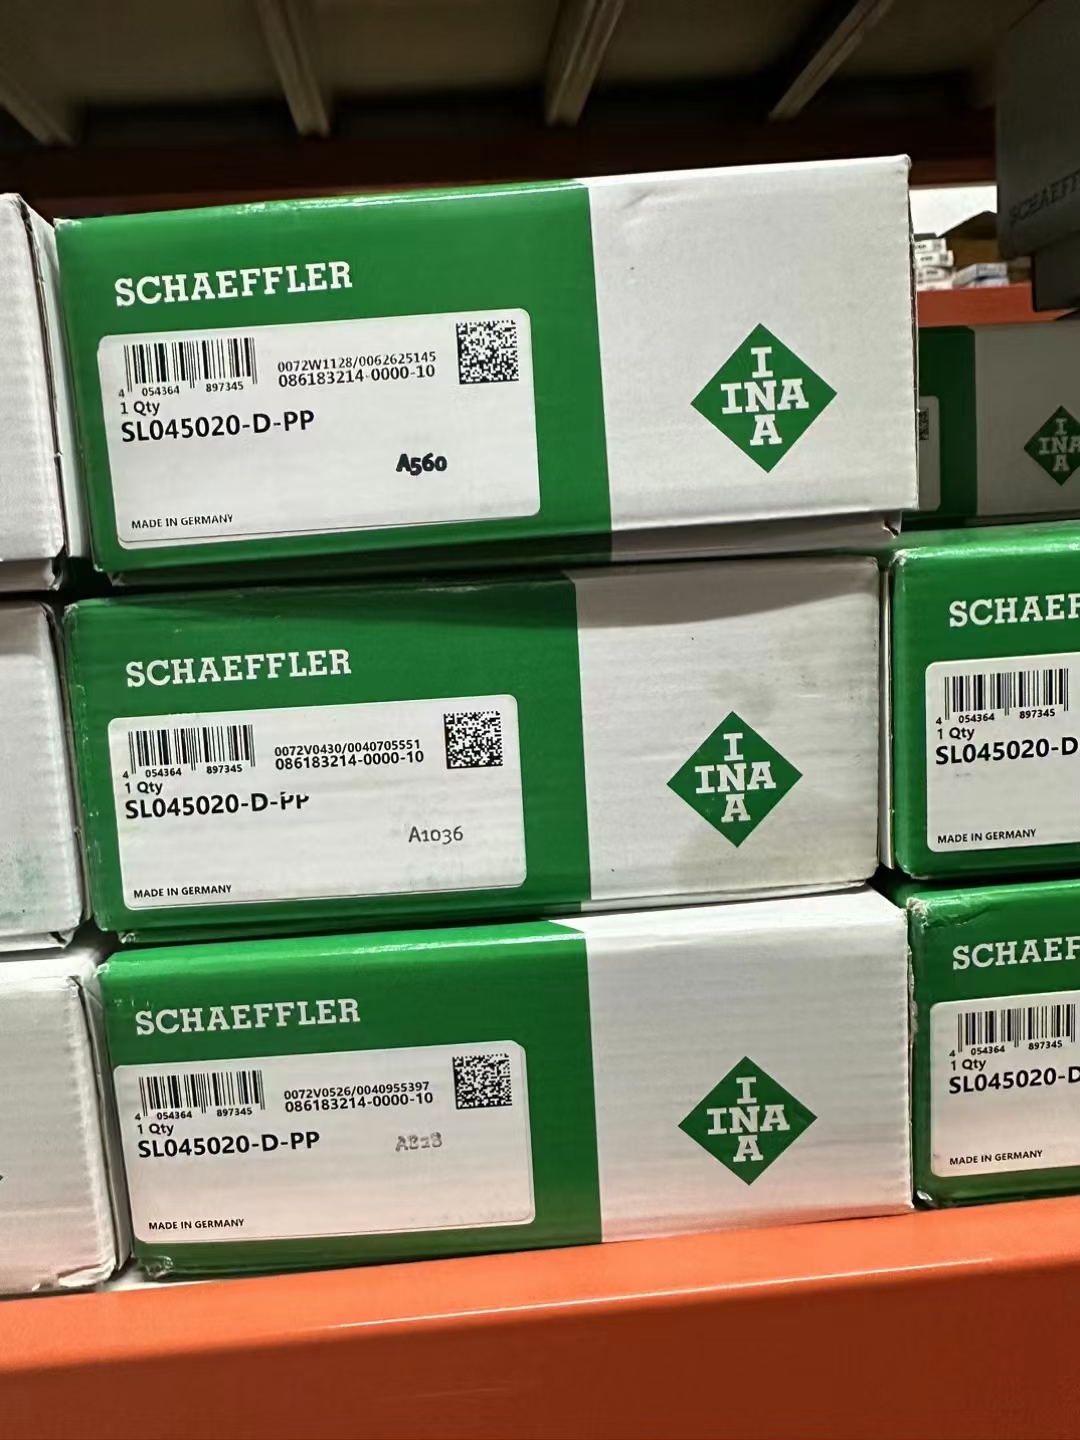 SCHAEFFLER
0072W1128/0062625145
086183214-0000-10
4 054364 897345
1 Qty
SL045020-D-PP
A560
MADE IN GERMANY
I
INA
A
I
INA
A
SCHAEFFLER
0072V0430/0040705551
086183214-0000-10
4 054364 897345
1 Qty
SL045020-D-PP
A1036
MADE IN GERMANY
I
INA
A
SCHAEF
4 054364 897345
1 Qty
SL045020-D
MADE IN GERMANY
SCHAEFFLER
0072V0526/0040955397
086183214-0000-10
4 054364 897345
1 Qty
SL045020-D-PP
A828
MADE IN GERMANY
I
INA
A
SCHAEF
4 054364 897345
1 Qty
SL045020-D
MADE IN GERMANY